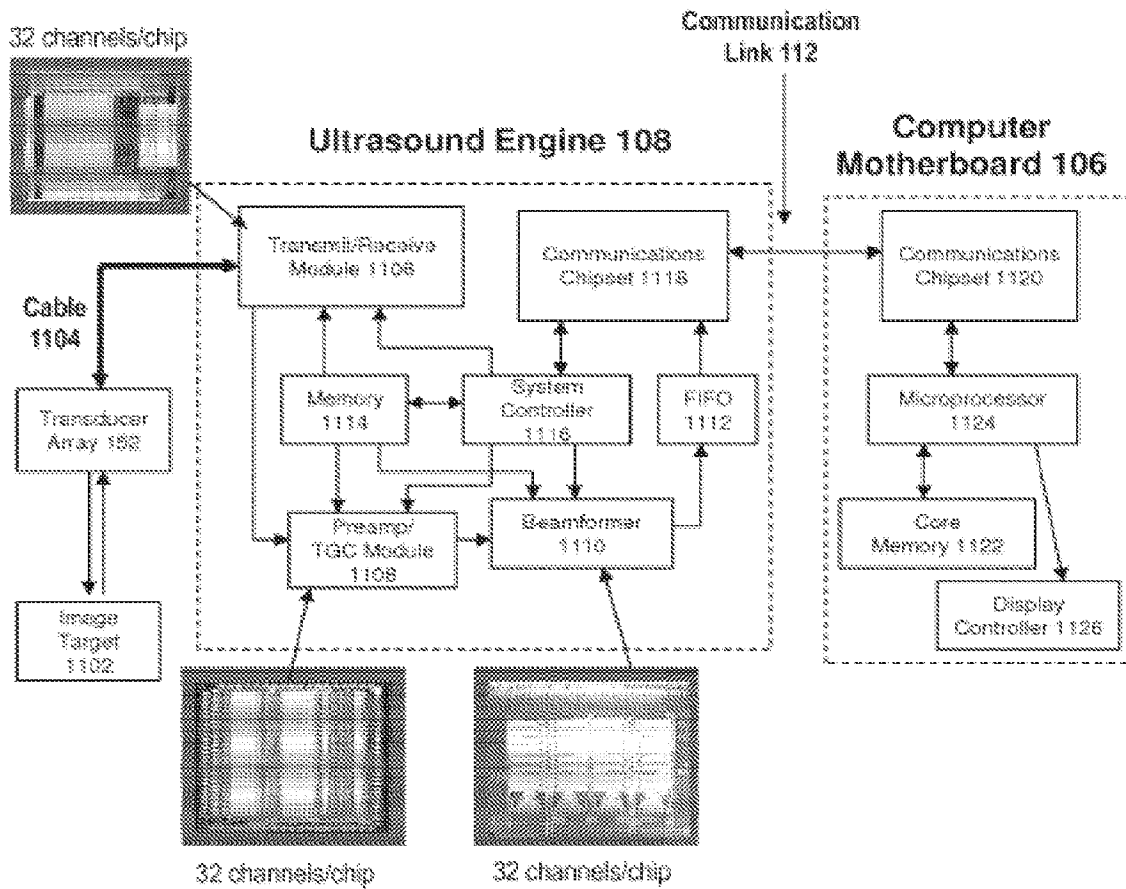 32 channels/chip
Communication
Link 112
Ultrasound Engine 108
Computer
Motherboard 106
Transmit/Receive
Module 1106
Communications
Chipset 1118
Communications
Chipset 1120
Cable
1104
Transducer
Array 152
Memory
1114
System
Controller
1116
FIFO
1112
Microprocessor
1124
Preamp/
TGC Module
1108
Beamformer
1110
Core
Memory 1122
Image
Target
1102
Display
Controller 1126
32 channels/chip
32 channels/chip